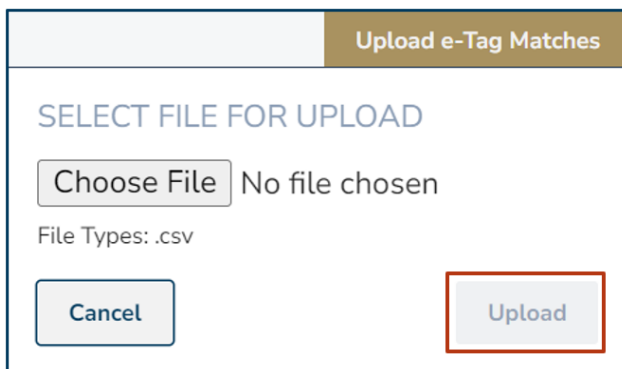 Upload e-Tag Matches
SELECT FILE FOR UPLOAD
Choose File No file chosen
File Types: .csv
Cancel Upload